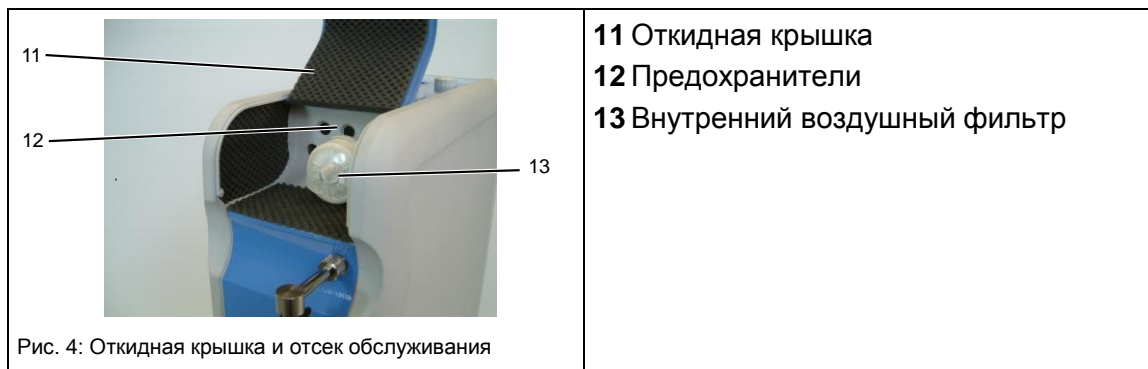 11
12
13
Рис. 4: Откидная крышка и отсек обслуживания
11 Откидная крышка
12 Предохранители
13 Внутренний воздушный фильтр